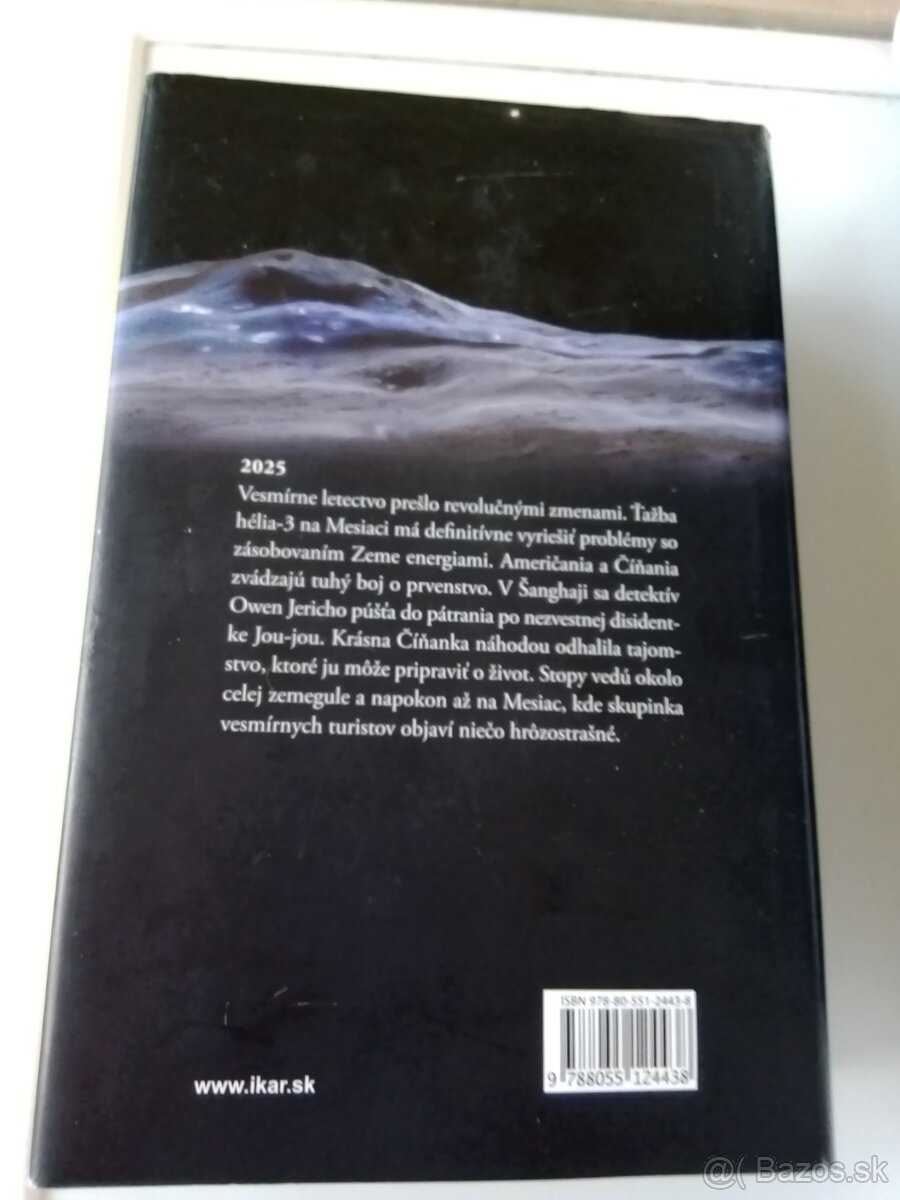 2025
Vesmírne letectvo prešlo revolučnými zmenami. Ťažba
hélia-3 na Mesiaci má definitívne vyriešiť problémy so
zásobovaním Zeme energiami. Američania a Číňania
zvádzajú tuhý boj o prvenstvo. V Šanghaji sa detektív
Owen Jericho púšťa do pátrania po nezvestnej disident-
ke Jou-jou. Krásna Číňanka náhodou odhalila tajom-
stvo, ktoré ju môže pripraviť o život. Stopy vedú okolo
celej zemegule a napokon až na Mesiac, kde skupinka
vesmírnych turistov objaví niečo hrôzostrašné.
ISBN 978-80-551-2443-8
9 788055 124438
www.ikar.sk
@( Bazos.sk